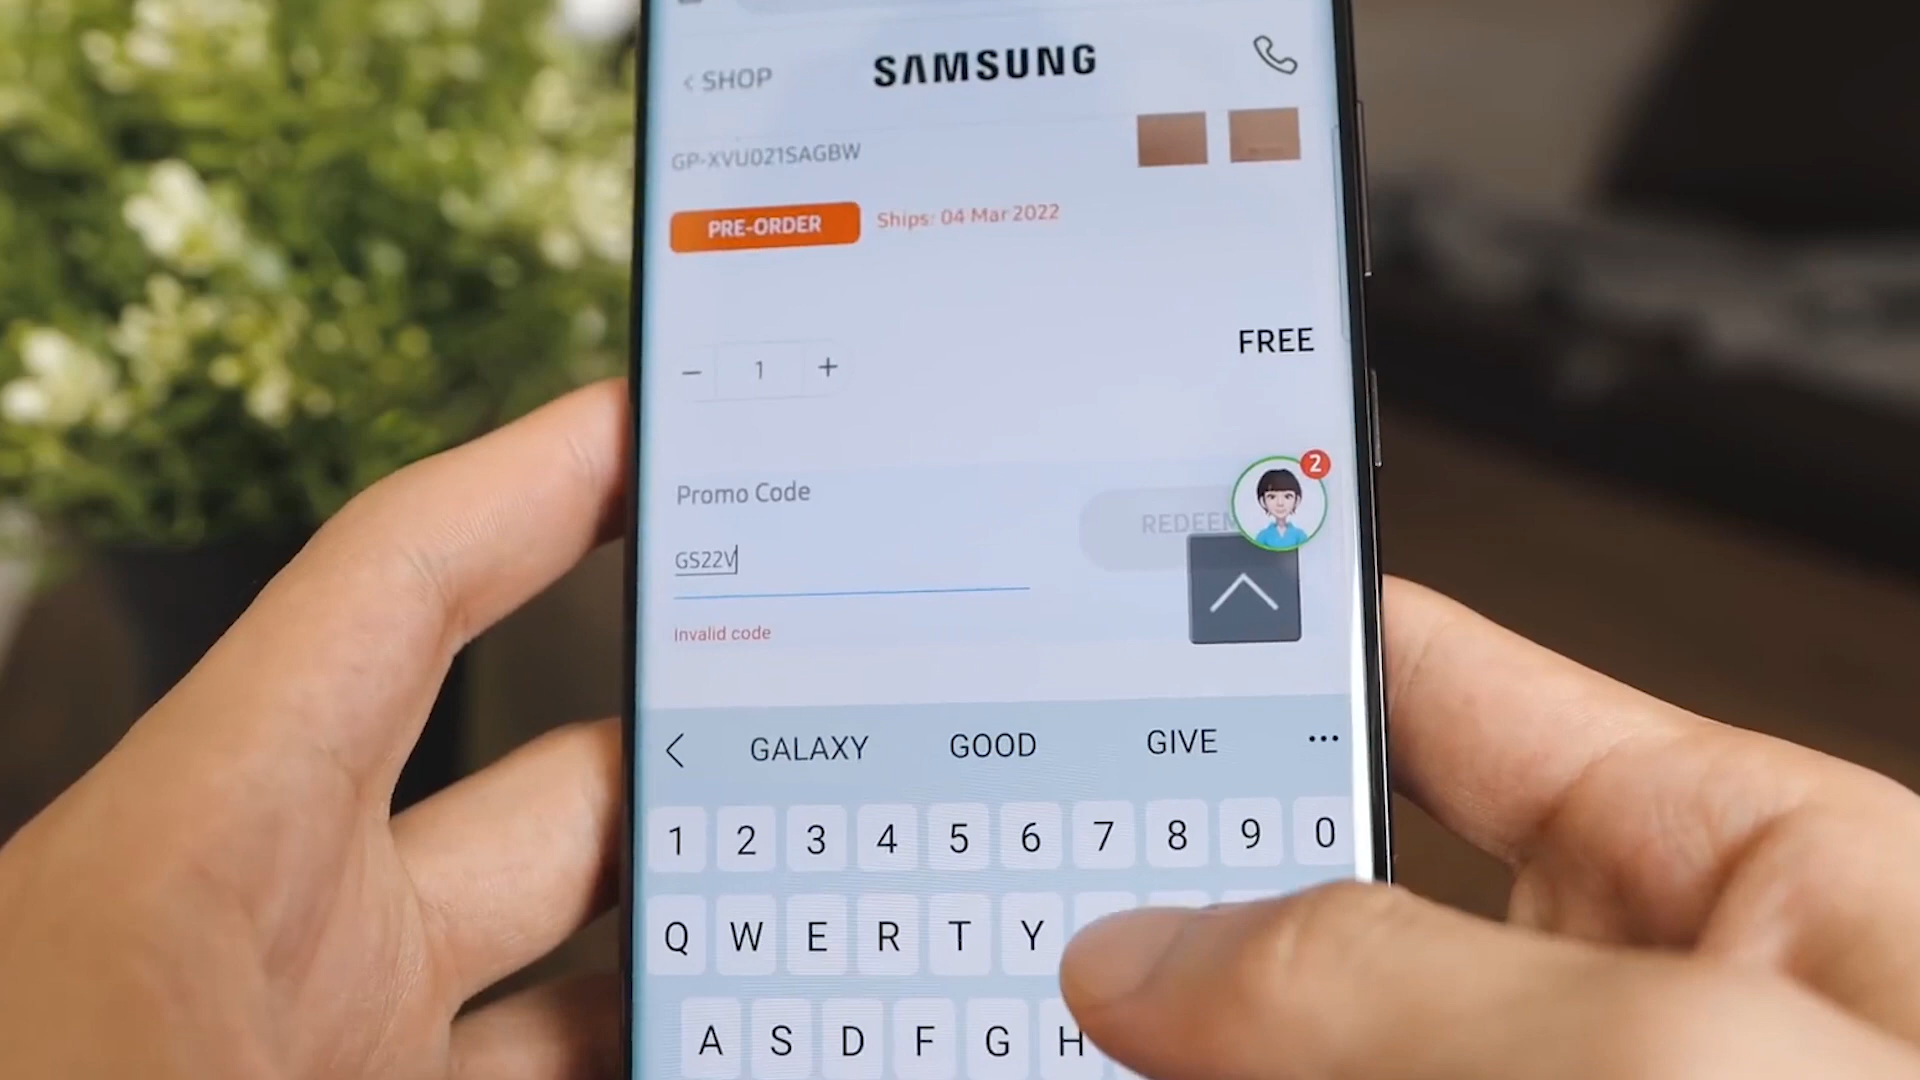 < SHOP SAMSUNG
GP-XVU021SAGBW
PRE-ORDER Ships: 04 Mar 2022
FREE
− 1 +
2
Promo Code
REDEEM
GS22V
Invalid code
< GALAXY GOOD GIVE ...
1 2 3 4 5 6 7 8 9 0
Q W E R T Y
A S D F G H